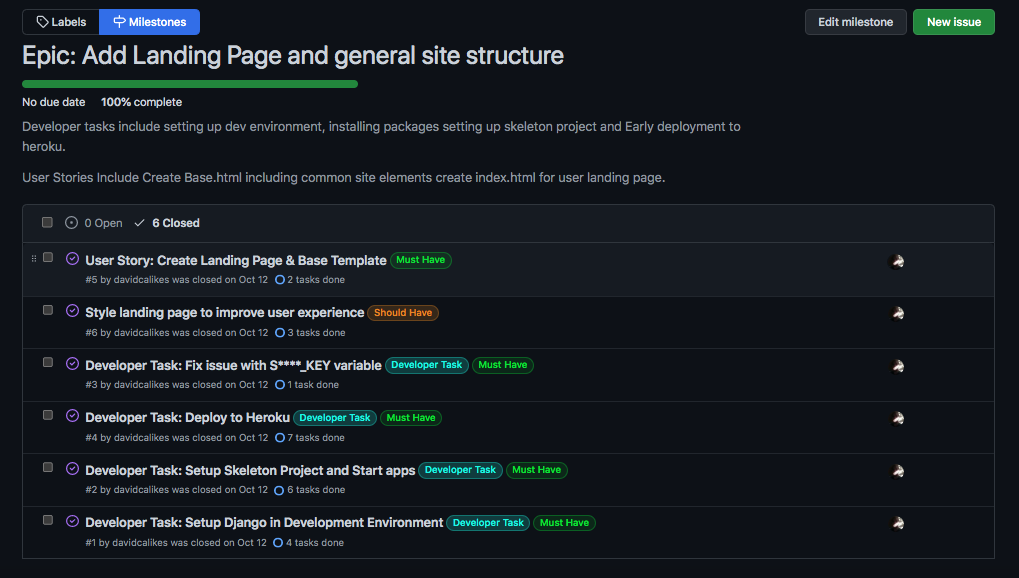 Labels Milestones Edit milestone New issue
Epic: Add Landing Page and general site structure
No due date 100% complete
Developer tasks include setting up dev environment, installing packages setting up skeleton project and Early deployment to
heroku.
User Stories Include Create Base.html including common site elements create index.html for user landing page.
0 Open 6 Closed
User Story: Create Landing Page & Base Template Must Have
#5 by davidcalikes was closed on Oct 12 2 tasks done
Style landing page to improve user experience Should Have
#6 by davidcalikes was closed on Oct 12 3 tasks done
Developer Task: Fix issue with S****_KEY variable Developer Task Must Have
#3 by davidcalikes was closed on Oct 12 1 task done
Developer Task: Deploy to Heroku Developer Task Must Have
#4 by davidcalikes was closed on Oct 12 7 tasks done
Developer Task: Setup Skeleton Project and Start apps Developer Task Must Have
#2 by davidcalikes was closed on Oct 12 6 tasks done
Developer Task: Setup Django in Development Environment Developer Task Must Have
#1 by davidcalikes was closed on Oct 12 4 tasks done